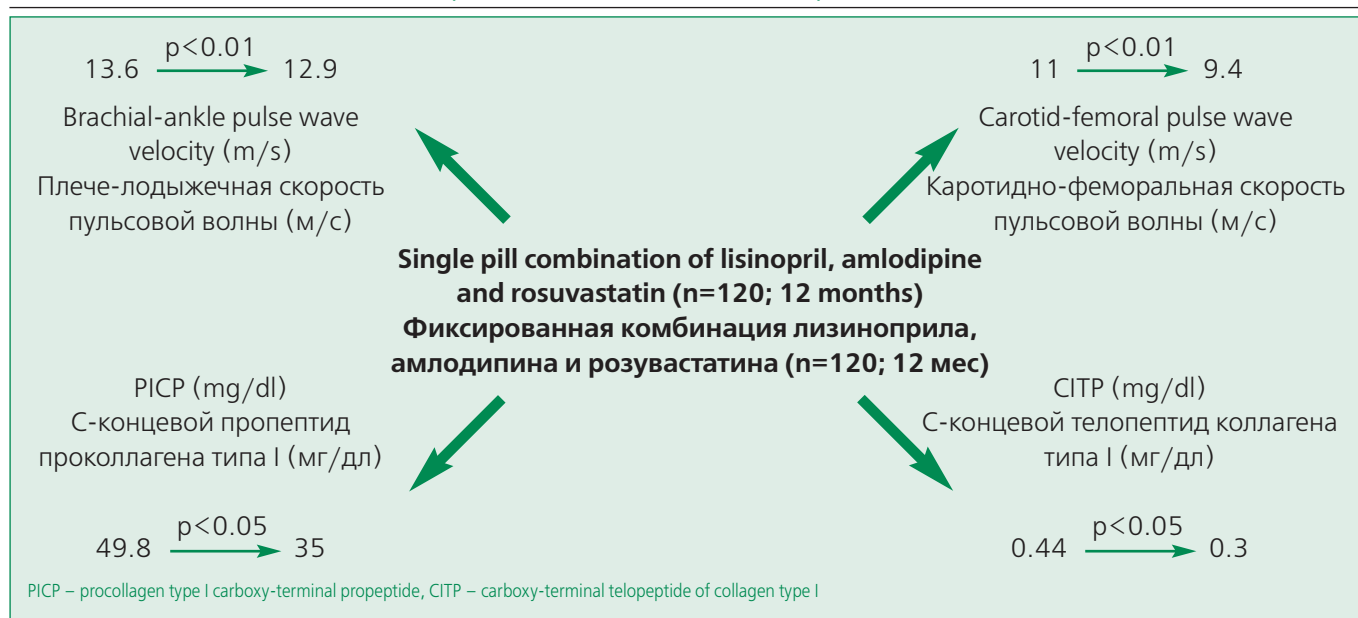 p<0.01
13.6 12.9
Brachial-ankle pulse wave
velocity (m/s)
Плече-лодыжечная скорость
пульсовой волны (м/с)
p<0.01
11 9.4
Carotid-femoral pulse wave
velocity (m/s)
Каротидно-феморальная скорость
пульсовой волны (м/с)
Single pill combination of lisinopril, amlodipine
and rosuvastatin (n=120; 12 months)
Фиксированная комбинация лизиноприла,
амлодипина и розувастатина (n=120; 12 мес)
PICP (mg/dl)
С-концевой пропептид
проколлагена типа I (мг/дл)
p<0.05
49.8 35
CITP (mg/dl)
С-концевой телопептид коллагена
типа I (мг/дл)
p<0.05
0.44 0.3
PICP – procollagen type I carboxy-terminal propeptide, CITP – carboxy-terminal telopeptide of collagen type I